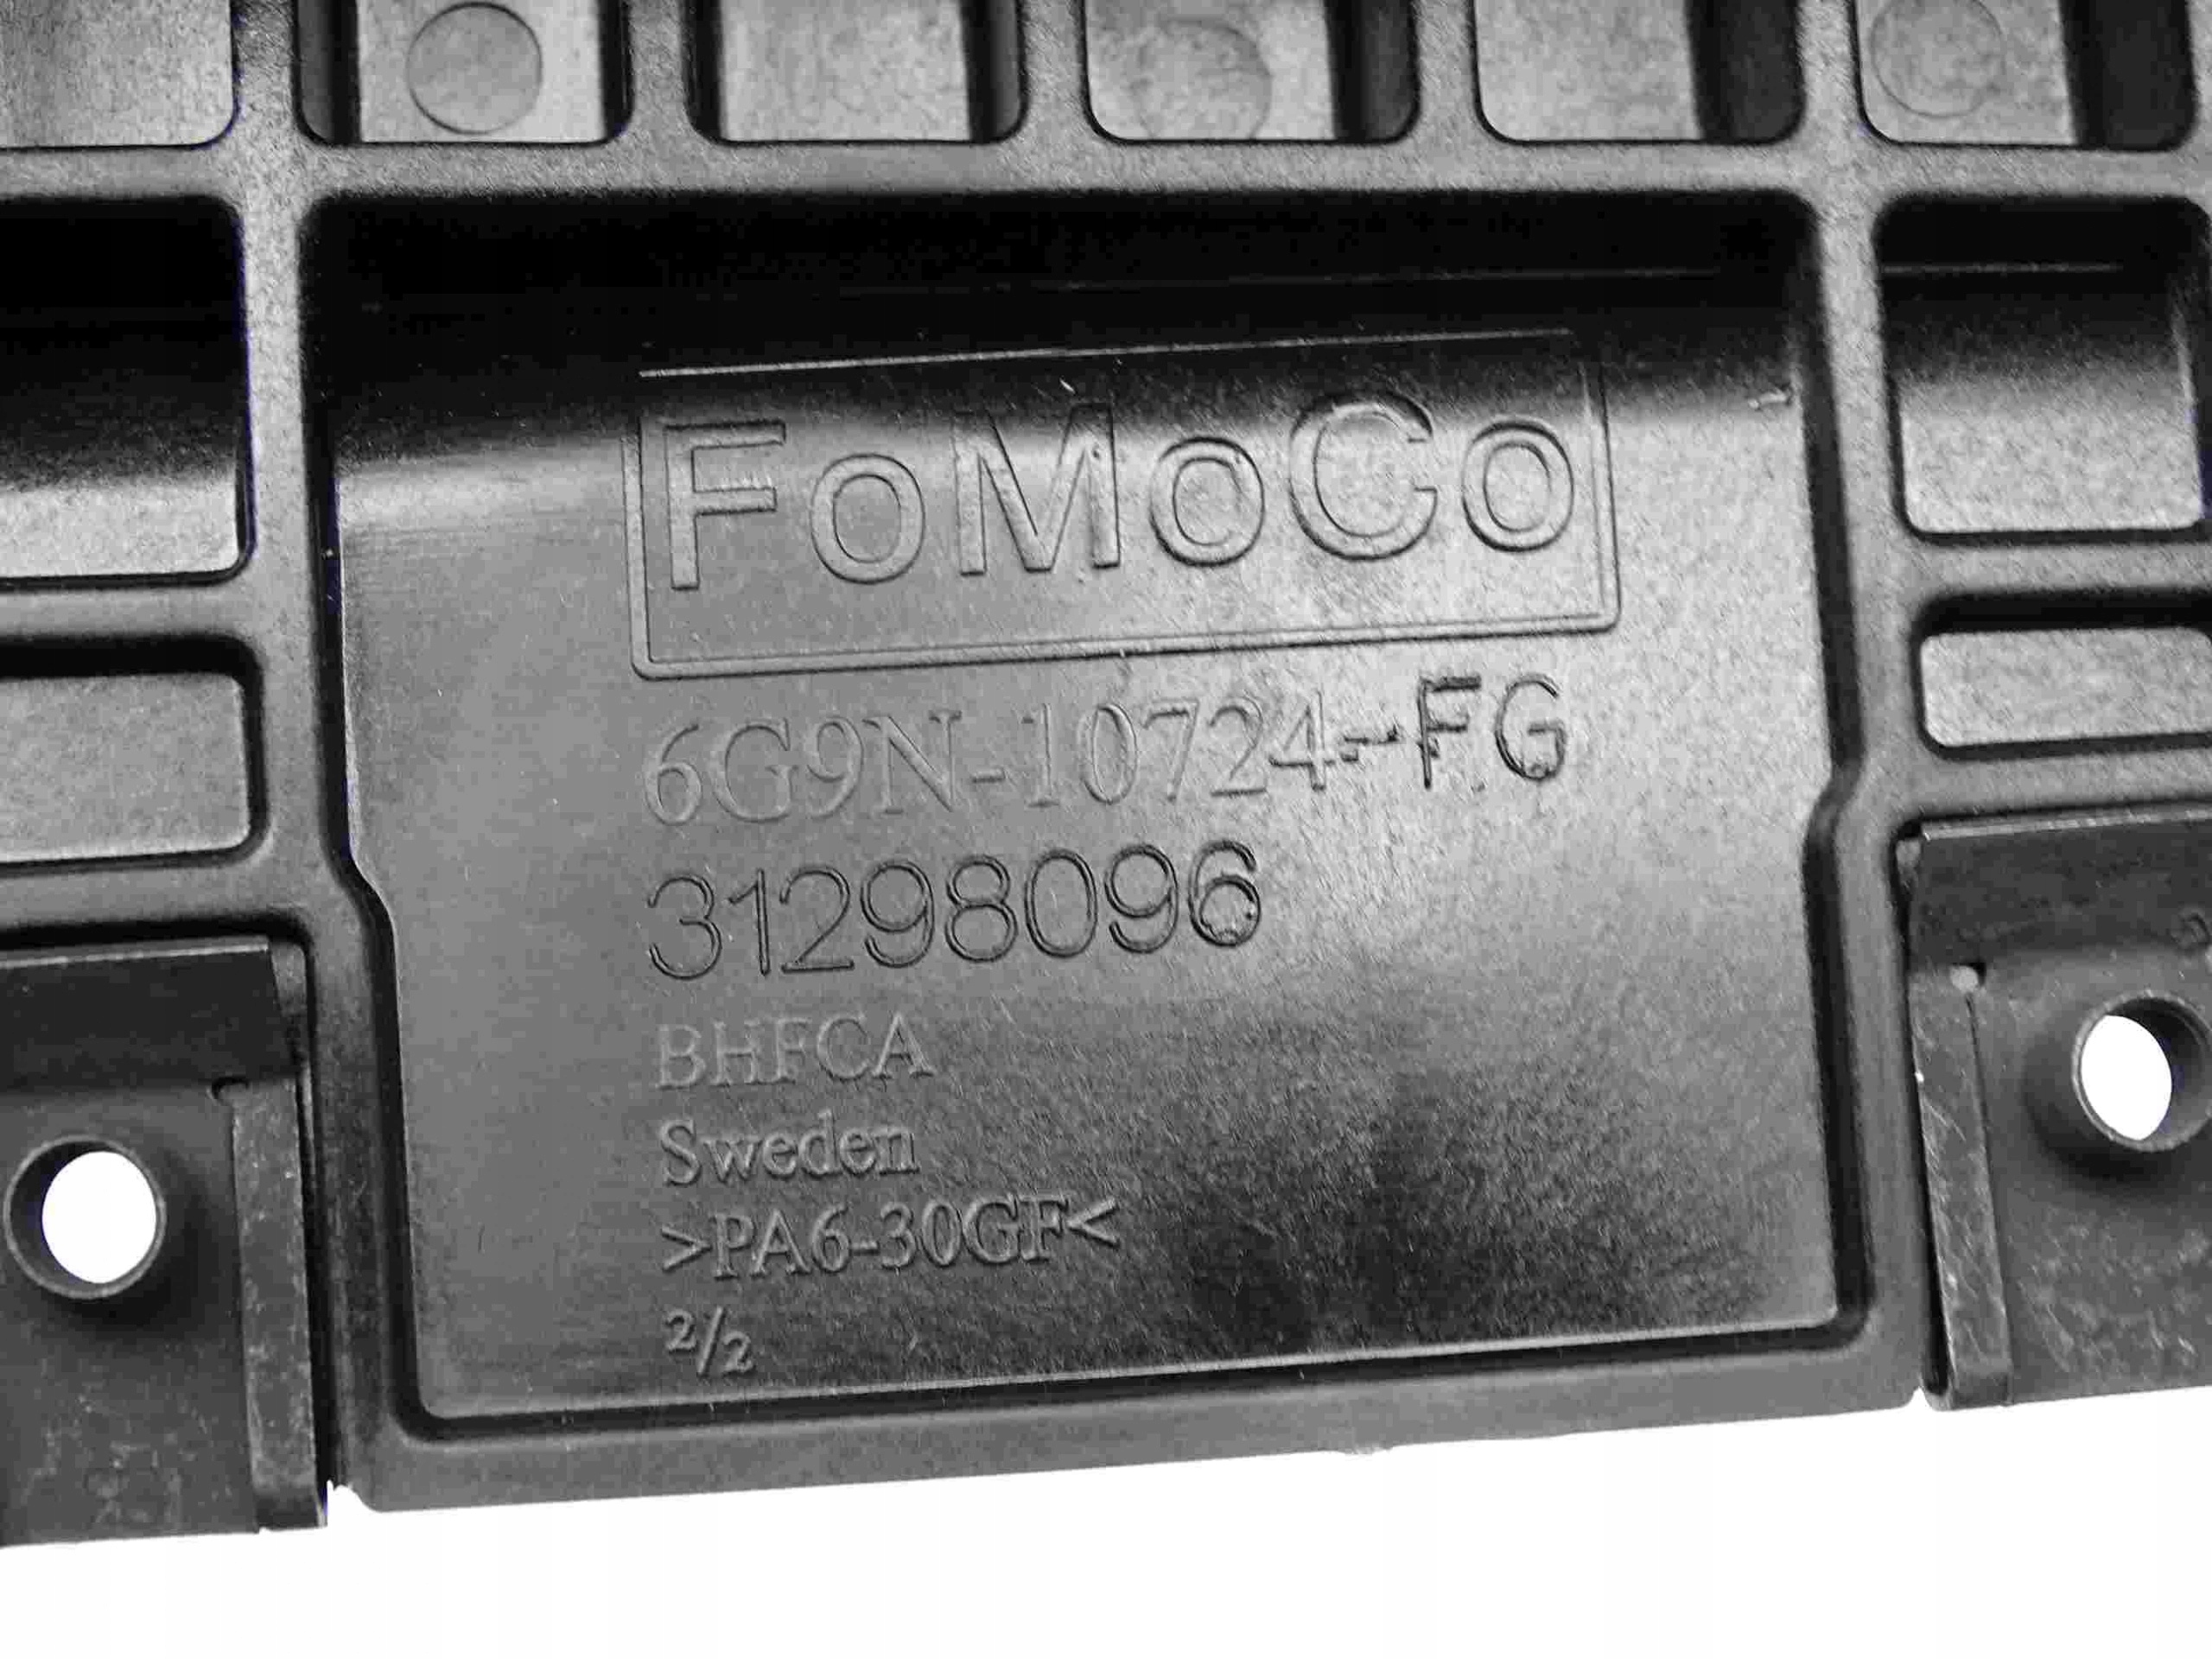 FoMoCo
6G9N-10724-FG
31298096
BHFCA
Sweden
>PA6-30GF<
2/2